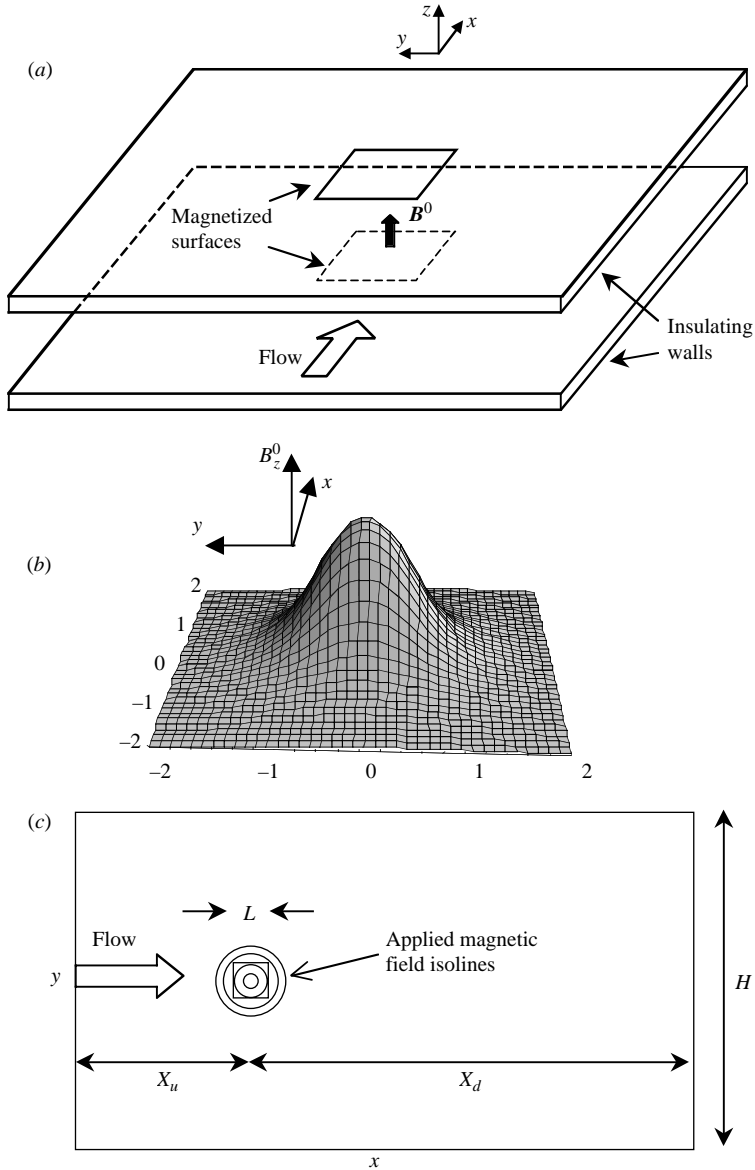 z
x
y
(a)
Magnetized
surfaces
B⁰
Flow
Insulating
walls
B⁰z
x
y
(b)
2
1
0
–1
–2
–2
–1
0
1
2
(c)
L
Flow
Applied magnetic
field isolines
y
H
Xu
Xd
x